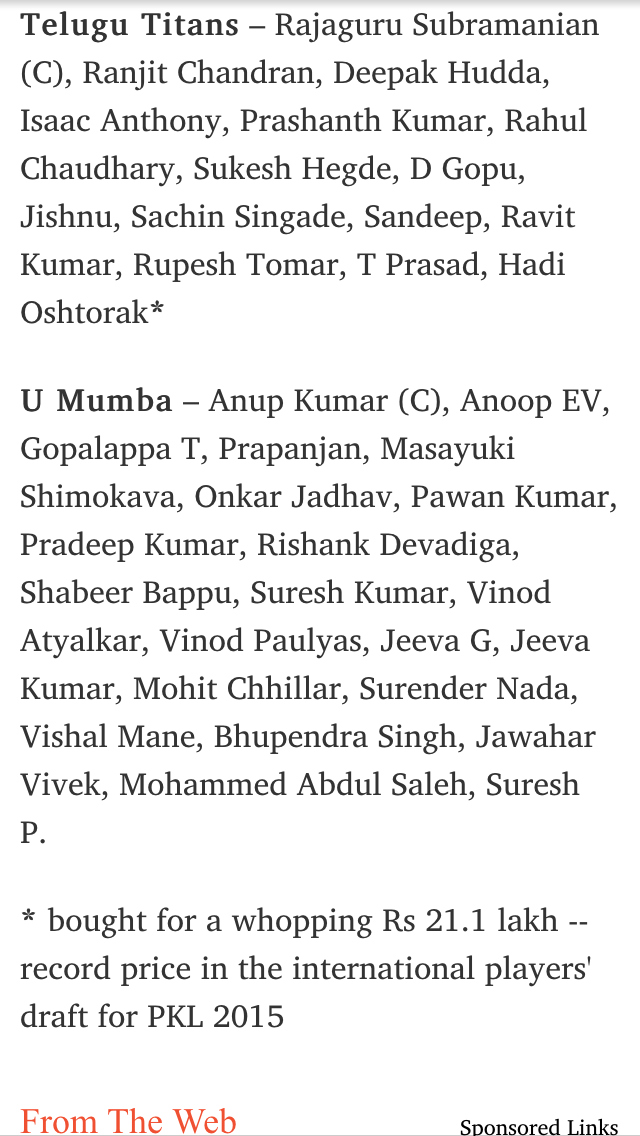 Telugu Titans – Rajaguru Subramanian
(C), Ranjit Chandran, Deepak Hudda,
Isaac Anthony, Prashanth Kumar, Rahul
Chaudhary, Sukesh Hegde, D Gopu,
Jishnu, Sachin Singade, Sandeep, Ravit
Kumar, Rupesh Tomar, T Prasad, Hadi
Oshtorak*
U Mumba – Anup Kumar (C), Anoop EV,
Gopalappa T, Prapanjan, Masayuki
Shimokava, Onkar Jadhav, Pawan Kumar,
Pradeep Kumar, Rishank Devadiga,
Shabeer Bappu, Suresh Kumar, Vinod
Atyalkar, Vinod Paulyas, Jeeva G, Jeeva
Kumar, Mohit Chhillar, Surender Nada,
Vishal Mane, Bhupendra Singh, Jawahar
Vivek, Mohammed Abdul Saleh, Suresh
P.
* bought for a whopping Rs 21.1 lakh --
record price in the international players'
draft for PKL 2015
From The Web
Sponsored Links